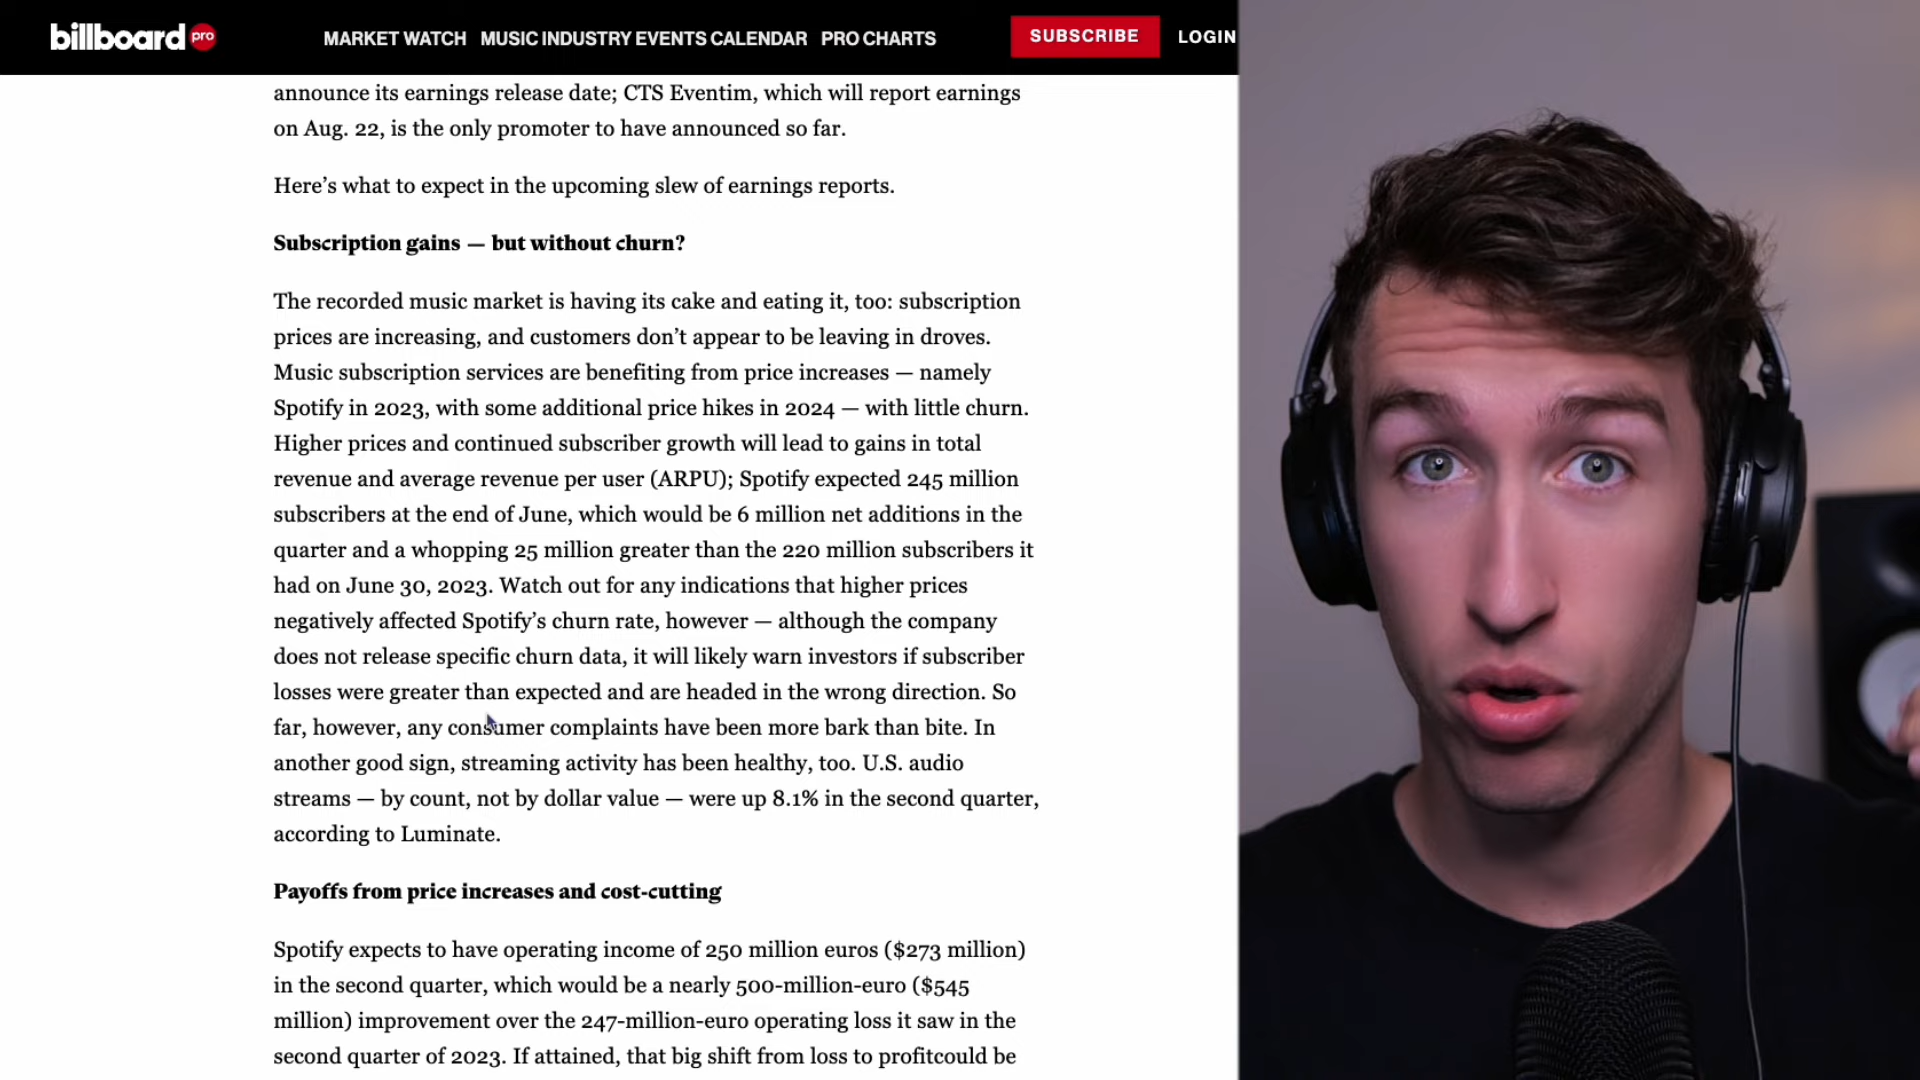 billboard pro
MARKET WATCH MUSIC INDUSTRY EVENTS CALENDAR PRO CHARTS SUBSCRIBE LOGIN
announce its earnings release date; CTS Eventim, which will report earnings
on Aug. 22, is the only promoter to have announced so far.
Here’s what to expect in the upcoming slew of earnings reports.
Subscription gains — but without churn?
The recorded music market is having its cake and eating it, too: subscription
prices are increasing, and customers don’t appear to be leaving in droves.
Music subscription services are benefiting from price increases — namely
Spotify in 2023, with some additional price hikes in 2024 — with little churn.
Higher prices and continued subscriber growth will lead to gains in total
revenue and average revenue per user (ARPU); Spotify expected 245 million
subscribers at the end of June, which would be 6 million net additions in the
quarter and a whopping 25 million greater than the 220 million subscribers it
had on June 30, 2023. Watch out for any indications that higher prices
negatively affected Spotify’s churn rate, however — although the company
does not release specific churn data, it will likely warn investors if subscriber
losses were greater than expected and are headed in the wrong direction. So
far, however, any consumer complaints have been more bark than bite. In
another good sign, streaming activity has been healthy, too. U.S. audio
streams — by count, not by dollar value — were up 8.1% in the second quarter,
according to Luminate.
Payoffs from price increases and cost-cutting
Spotify expects to have operating income of 250 million euros ($273 million)
in the second quarter, which would be a nearly 500-million-euro ($545
million) improvement over the 247-million-euro operating loss it saw in the
second quarter of 2023. If attained, that big shift from loss to profitcould be